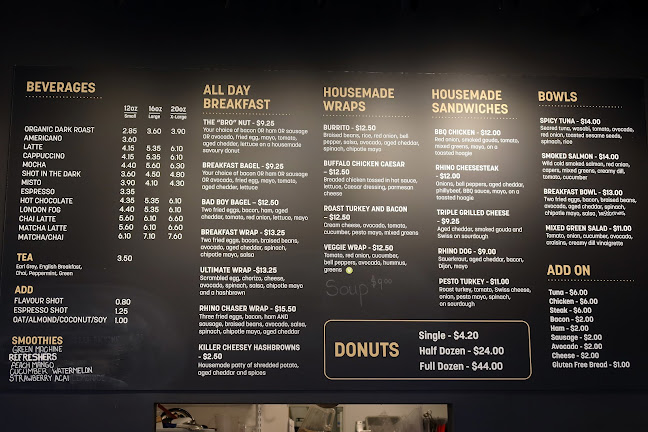 BEVERAGES
12oz 16oz 20oz
Small Large X-Large
ORGANIC DARK ROAST 2.85 3.60 3.90
AMERICANO 3.60
LATTE 4.15 5.35 6.10
CAPPUCCINO 4.15 5.35 6.10
MOCHA 4.40 5.60 6.30
SHOT IN THE DARK 3.60 4.50 4.80
MISTO 3.90 4.10 4.30
ESPRESSO 3.35
HOT CHOCOLATE 4.35 5.35 6.10
LONDON FOG 4.40 5.35 6.10
CHAI LATTE 5.60 6.10 6.60
MATCHA LATTE 5.60 6.10 6.60
MATCHA/CHAI 6.10 7.10 7.60
TEA 3.50
Earl Grey, English Breakfast,
Chai, Peppermint, Green
ADD
FLAVOUR SHOT 0.80
ESPRESSO SHOT 1.25
OAT/ALMOND/COCONUT/SOY 1.00
SMOOTHIES
GREEN MACHINE
REFRESHERS
PEACH MANGO
CUCUMBER WATERMELON
STRAWBERRY ACAI
ALL DAY
BREAKFAST
THE "BRO" NUT - $9.25
Your choice of bacon OR ham OR sausage
OR avocado, fried egg, mayo, tomato,
aged cheddar, lettuce on a housemade
savoury donut
BREAKFAST BAGEL - $9.25
Your choice of bacon OR ham OR sausage
OR avocado, fried egg, mayo, tomato,
aged cheddar, lettuce
BAD BOY BAGEL - $12.50
Two fried eggs, bacon, ham, aged
cheddar, tomato, red onion, lettuce, mayo
BREAKFAST WRAP - $13.25
Two fried eggs, bacon, braised beans,
avocado, aged cheddar, spinach,
chipotle mayo, salsa
ULTIMATE WRAP - $13.25
Scrambled egg, chorizo, cheese,
avocado, spinach, chipotle mayo, salsa
and a hashbrown
RHINO CHASER WRAP - $15.50
Three fried eggs, bacon, ham AND
sausage, braised beans, avocado, salsa,
spinach, chipotle mayo, aged cheddar
KILLER CHEESEY HASHBROWNS
- $2.50
Housemade patty of shredded potato,
aged cheddar and spices
HOUSEMADE
WRAPS
BURRITO - $12.50
Braised beans, rice, red onion, bell
pepper, salsa, avocado, aged cheddar,
spinach, chipotle mayo
BUFFALO CHICKEN CAESAR
- $12.50
Breaded chicken tossed in hot sauce,
lettuce, Caesar dressing, parmesan
cheese
ROAST TURKEY AND BACON
- $12.50
Cream cheese, avocado, tomato,
cucumber, pesto mayo, mixed greens
VEGGIE WRAP - $12.50
Tomato, red onion, cucumber,
bell peppers, avocado, hummus,
greens
Soup $9.00
HOUSEMADE
SANDWICHES
BBQ CHICKEN - $12.00
Red onion, smoked gouda, tomato,
mixed greens, mayo, on a
toasted hoagie
RHINO CHEESESTEAK
- $12.00
Onions, bell peppers, aged cheddar,
phillybeef, BBQ sauce, mayo, on a
toasted hoagie
TRIPLE GRILLED CHEESE
- $9.25
Aged cheddar, smoked gouda and
Swiss on sourdough
RHINO DOG - $9.00
Sauerkraut, aged cheddar, bacon,
dijon, mayo
PESTO TURKEY - $11.00
Roast turkey, tomato, Swiss cheese,
onion, pesto mayo, spinach,
on sourdough
BOWLS
SPICY TUNA - $14.00
Seared tuna, wasabi, tomato, avocado,
red onion, toasted sesame seeds,
spinach, rice
SMOKED SALMON - $14.00
Wild cold smoked salmon, red onion,
capers, mixed greens, creamy dill,
tomato, avocado
BREAKFAST BOWL - $13.00
Two fried eggs, bacon, braised beans,
avocado, aged cheddar, spinach,
chipotle mayo, salsa,
MIXED GREEN SALAD - $11.00
Tomato, onion, cucumber, avocado,
craisins, creamy dill vinaigrette
ADD ON
Tuna - $6.00
Chicken - $6.00
Steak - $6.00
Bacon - $2.00
Ham - $2.00
Sausage - $2.00
Avocado - $2.00
Cheese - $2.00
Gluten Free Bread - $1.00
DONUTS
Single - $4.20
Half Dozen - $24.00
Full Dozen - $44.00